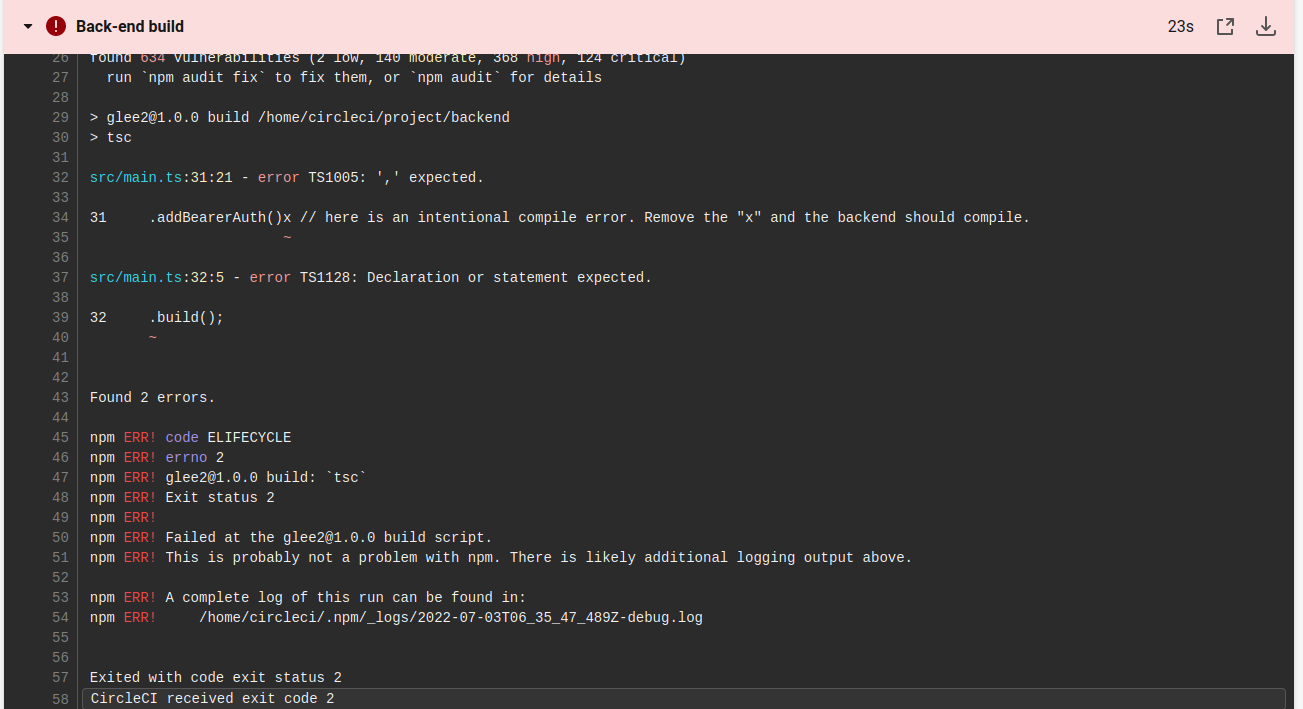 Back-end build 23s
26 found 634 vulnerabilities (2 low, 140 moderate, 368 high, 124 critical)
27 run `npm audit fix` to fix them, or `npm audit` for details
28
29 > glee2@1.0.0 build /home/circleci/project/backend
30 > tsc
31
32 src/main.ts:31:21 - error TS1005: ',' expected.
33
34 31     .addBearerAuth()x // here is an intentional compile error. Remove the "x" and the backend should compile.
35 ~
36
37 src/main.ts:32:5 - error TS1128: Declaration or statement expected.
38
39 32     .build();
40 ~
41
42
43 Found 2 errors.
44
45 npm ERR! code ELIFECYCLE
46 npm ERR! errno 2
47 npm ERR! glee2@1.0.0 build: `tsc`
48 npm ERR! Exit status 2
49 npm ERR!
50 npm ERR! Failed at the glee2@1.0.0 build script.
51 npm ERR! This is probably not a problem with npm. There is likely additional logging output above.
52
53 npm ERR! A complete log of this run can be found in:
54 npm ERR!     /home/circleci/.npm/_logs/2022-07-03T06_35_47_489Z-debug.log
55
56
57 Exited with code exit status 2
58 CircleCI received exit code 2